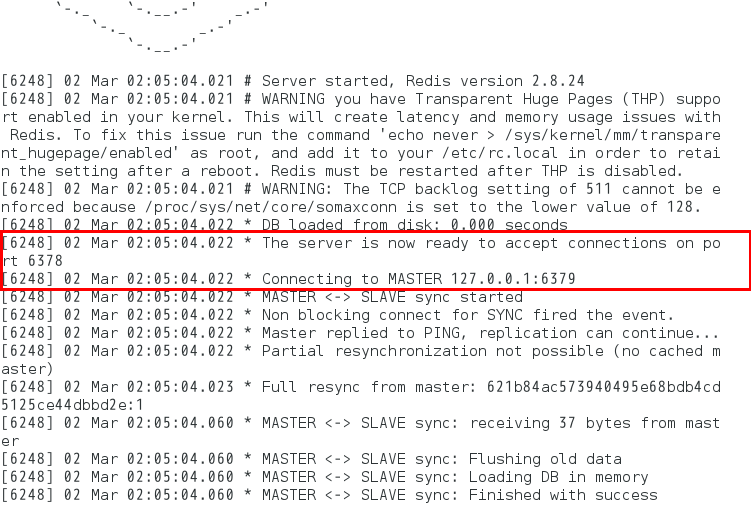 `-._    `-.__.-'    _.-'
`-._        _.-'
`-.__.-'
[6248] 02 Mar 02:05:04.021 # Server started, Redis version 2.8.24
[6248] 02 Mar 02:05:04.021 # WARNING you have Transparent Huge Pages (THP) suppo
rt enabled in your kernel. This will create latency and memory usage issues with
 Redis. To fix this issue run the command 'echo never > /sys/kernel/mm/transpare
nt_hugepage/enabled' as root, and add it to your /etc/rc.local in order to retai
n the setting after a reboot. Redis must be restarted after THP is disabled.
[6248] 02 Mar 02:05:04.021 # WARNING: The TCP backlog setting of 511 cannot be e
nforced because /proc/sys/net/core/somaxconn is set to the lower value of 128.
[6248] 02 Mar 02:05:04.022 * DB loaded from disk: 0.000 seconds
[6248] 02 Mar 02:05:04.022 * The server is now ready to accept connections on po
rt 6378
[6248] 02 Mar 02:05:04.022 * Connecting to MASTER 127.0.0.1:6379
[6248] 02 Mar 02:05:04.022 * MASTER <-> SLAVE sync started
[6248] 02 Mar 02:05:04.022 * Non blocking connect for SYNC fired the event.
[6248] 02 Mar 02:05:04.022 * Master replied to PING, replication can continue...
[6248] 02 Mar 02:05:04.022 * Partial resynchronization not possible (no cached m
aster)
[6248] 02 Mar 02:05:04.023 * Full resync from master: 621b84ac573940495e68bdb4cd
5125ce44dbbd2e:1
[6248] 02 Mar 02:05:04.060 * MASTER <-> SLAVE sync: receiving 37 bytes from mast
er
[6248] 02 Mar 02:05:04.060 * MASTER <-> SLAVE sync: Flushing old data
[6248] 02 Mar 02:05:04.060 * MASTER <-> SLAVE sync: Loading DB in memory
[6248] 02 Mar 02:05:04.060 * MASTER <-> SLAVE sync: Finished with success